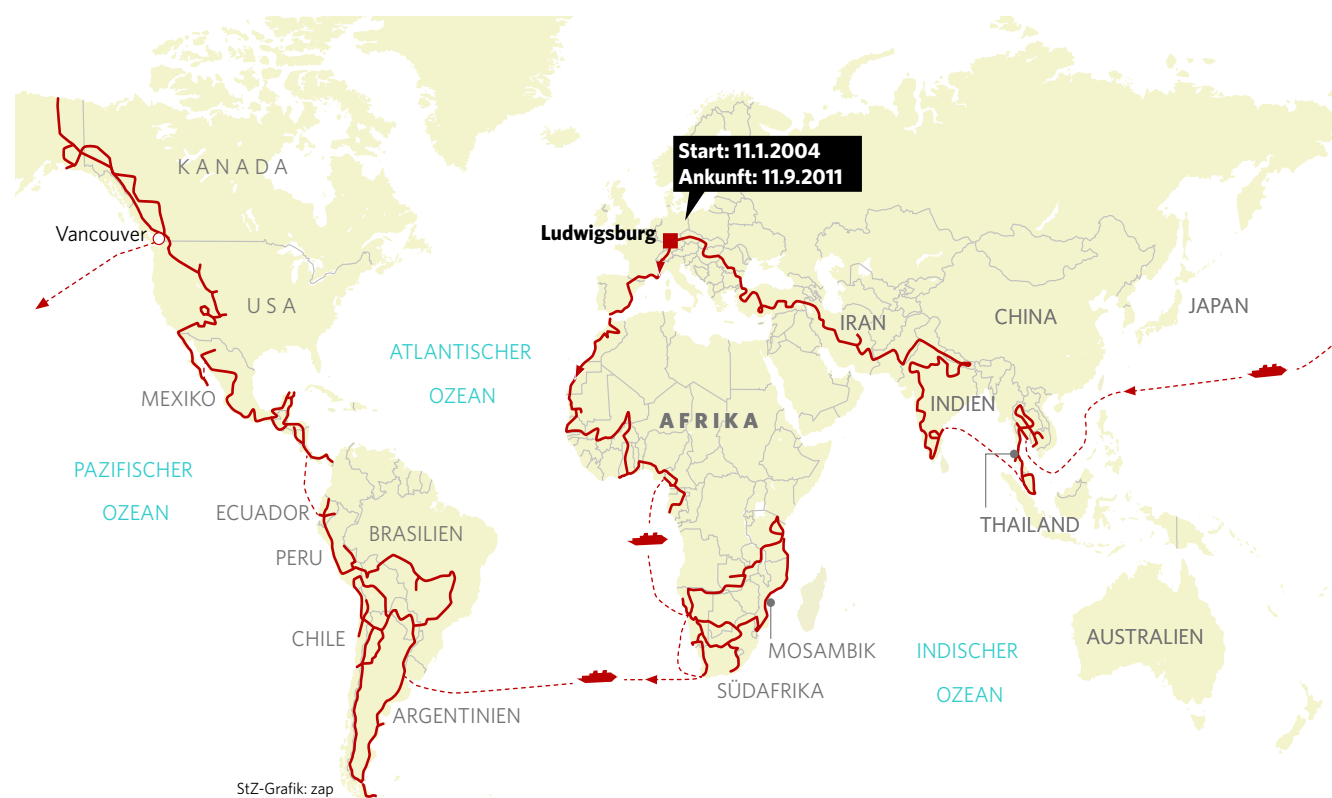 Start: 11.1.2004
Ankunft: 11.9.2011
KANADA
Vancouver
Ludwigsburg
USA
JAPAN
IRAN
CHINA
ATLANTISCHER
OZEAN
MEXIKO
INDIEN
AFRIKA
PAZIFISCHER
OZEAN
ECUADOR
BRASILIEN
THAILAND
PERU
CHILE
MOSAMBIK
INDISCHER
OZEAN
AUSTRALIEN
SÜDAFRIKA
ARGENTINIEN
StZ-Grafik: zap